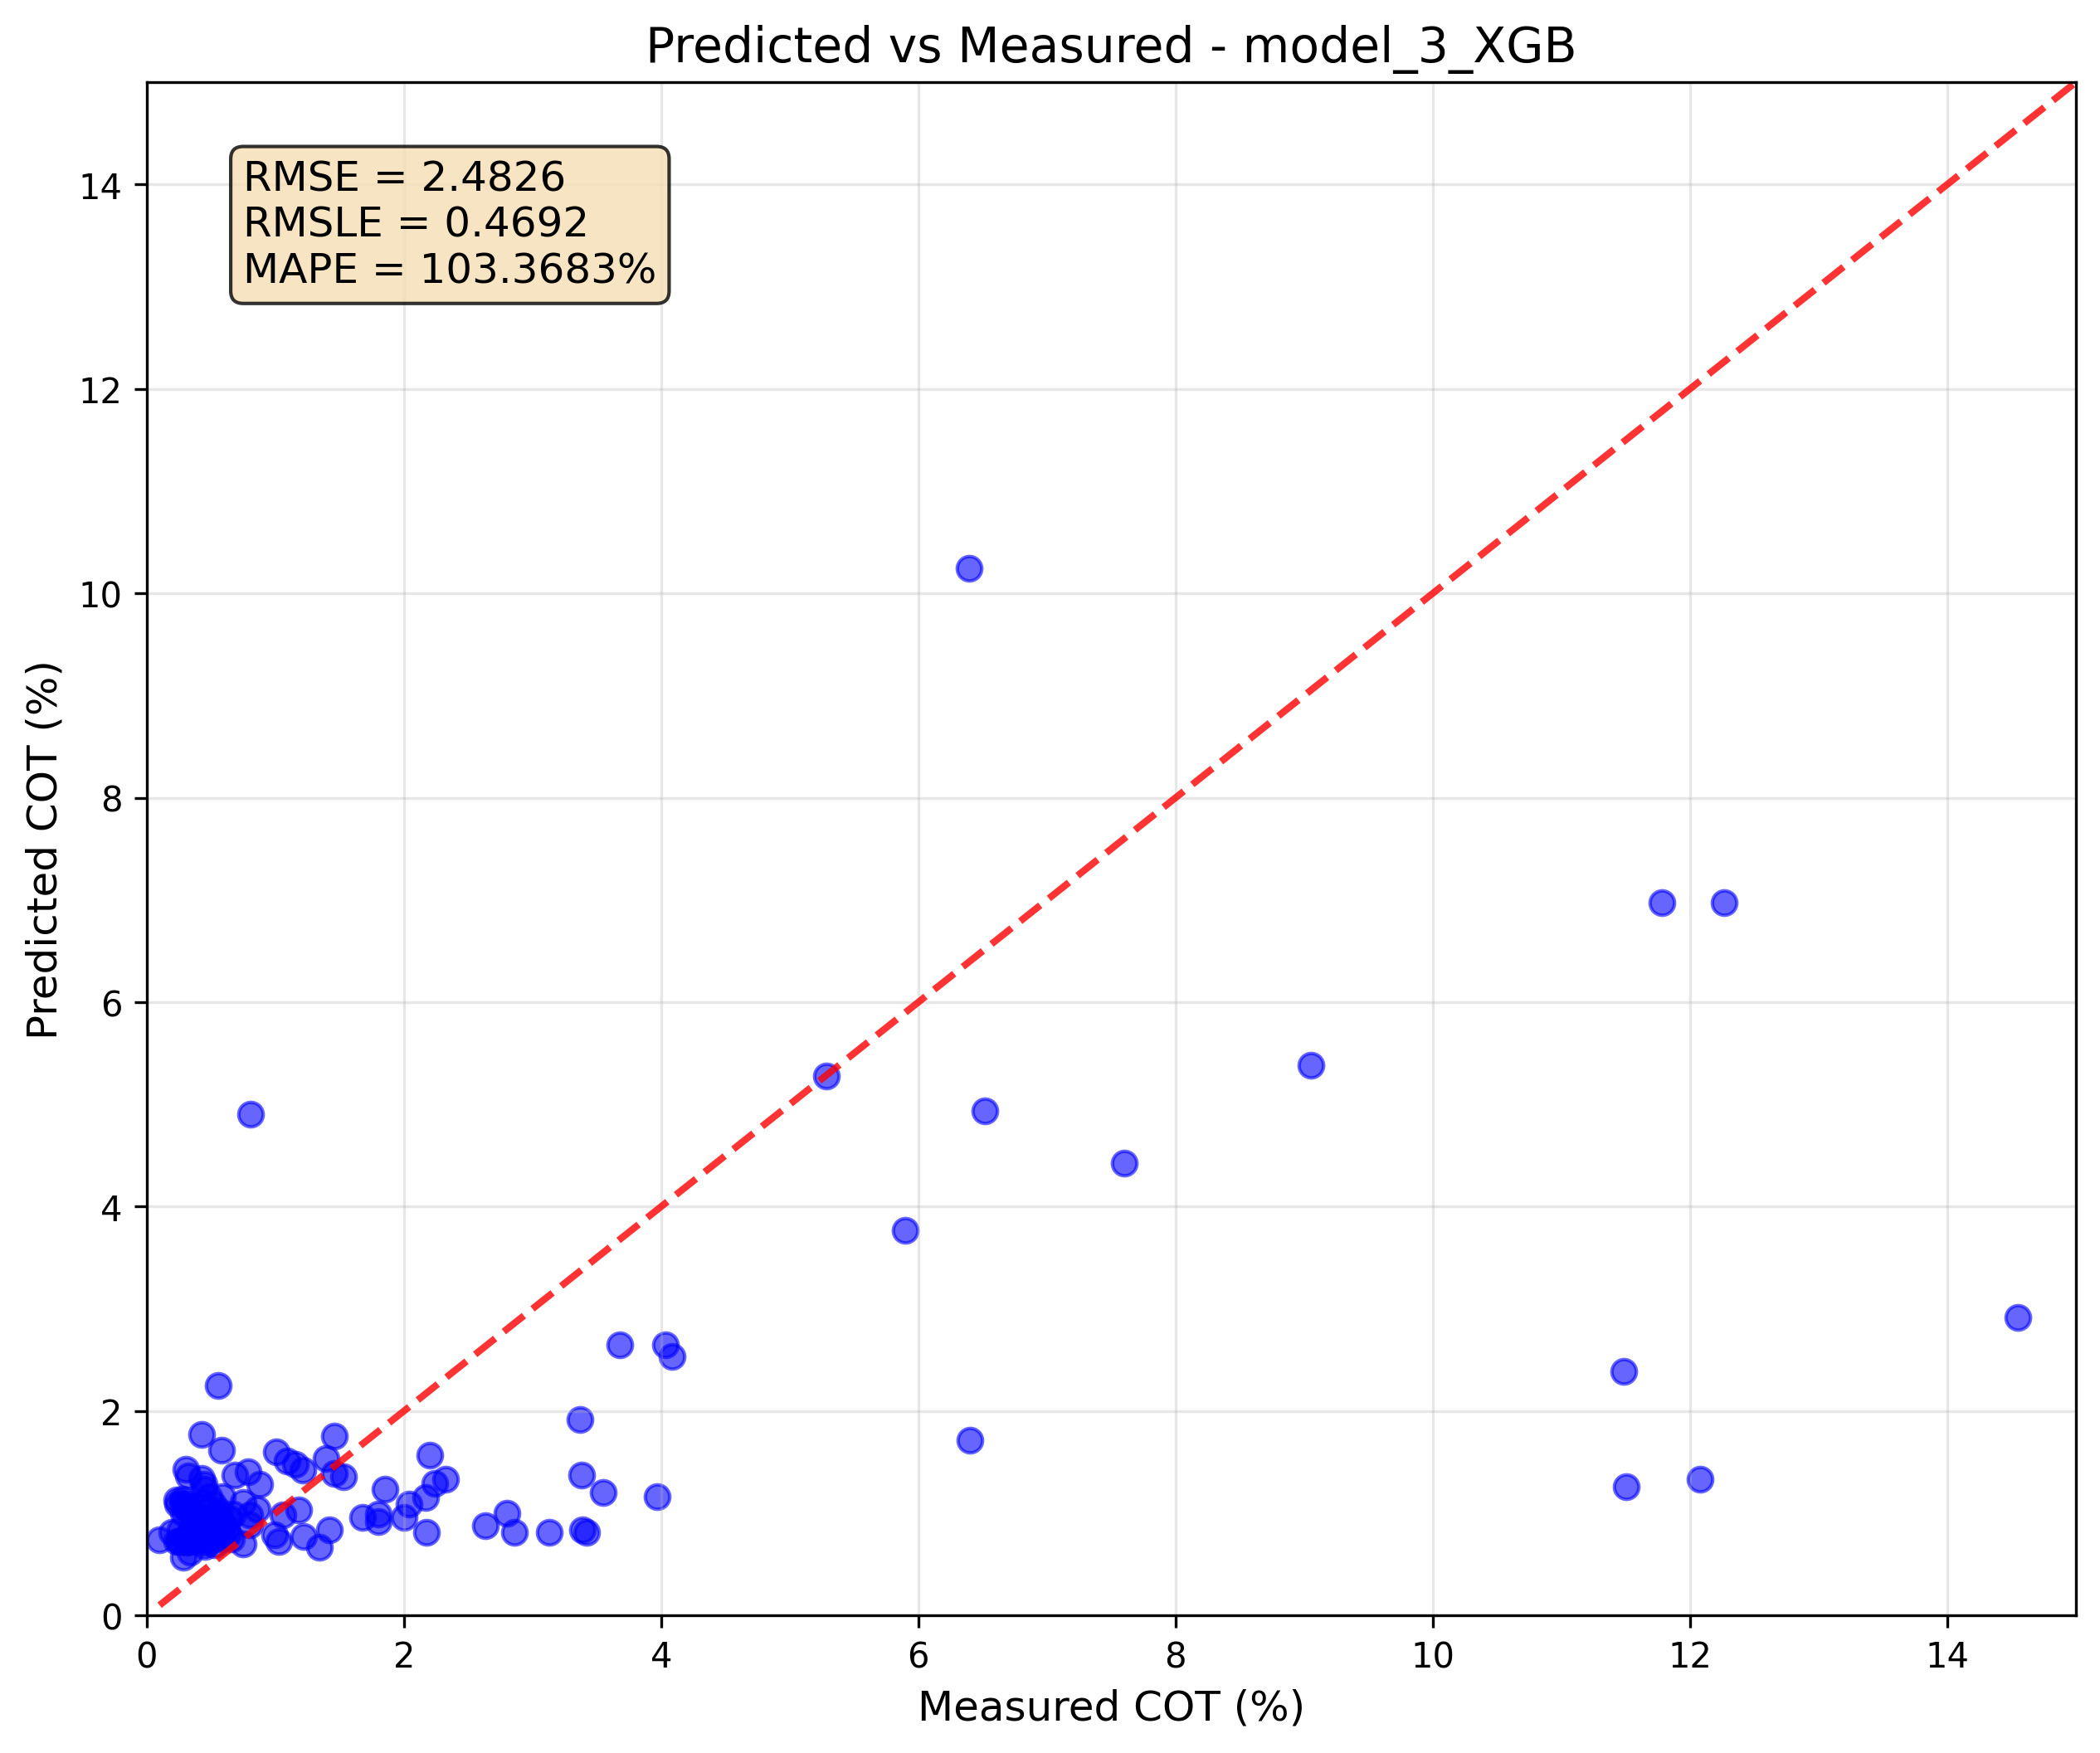 Predicted vs Measured - model_3_XGB
RMSE = 2.4826
RMSLE = 0.4692
MAPE = 103.3683%
Predicted COT (%)
14
12
10
8
6
4
2
0
0 2 4 6 8 10 12 14
Measured COT (%)